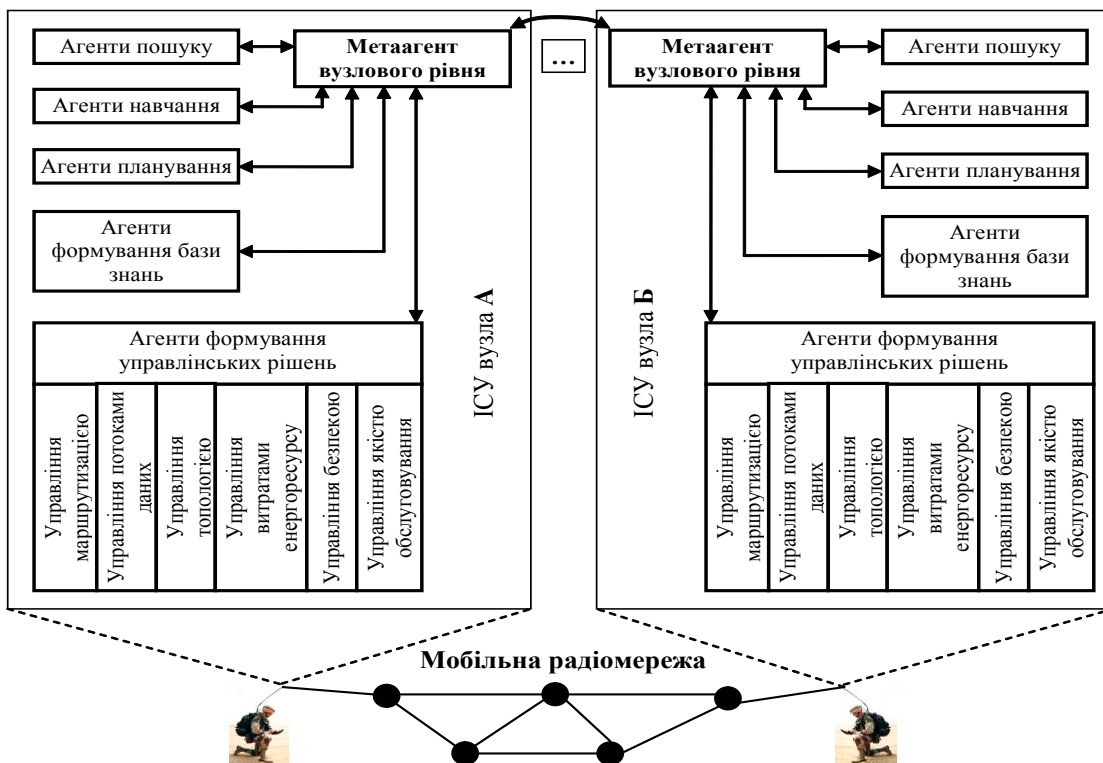 Агенти пошуку
Метаагент
вузлового рівня
Агенти навчання
Агенти планування
Агенти
формування бази
знань
ІСУ вузла А
Агенти формування
управлінських рішень
Управління
маршрутизацією
Управління потоками
даних
Управління
топологією
Управління
витратами
енергоресурсу
Управління безпекою
Управління якістю
обслуговування
...
Метаагент
вузлового рівня
Агенти пошуку
Агенти навчання
Агенти планування
Агенти
формування бази
знань
ІСУ вузла Б
Агенти формування
управлінських рішень
Управління
маршрутизацією
Управління потоками
даних
Управління
топологією
Управління
витратами
енергоресурсу
Управління безпекою
Управління якістю
обслуговування
Мобільна радіомережа